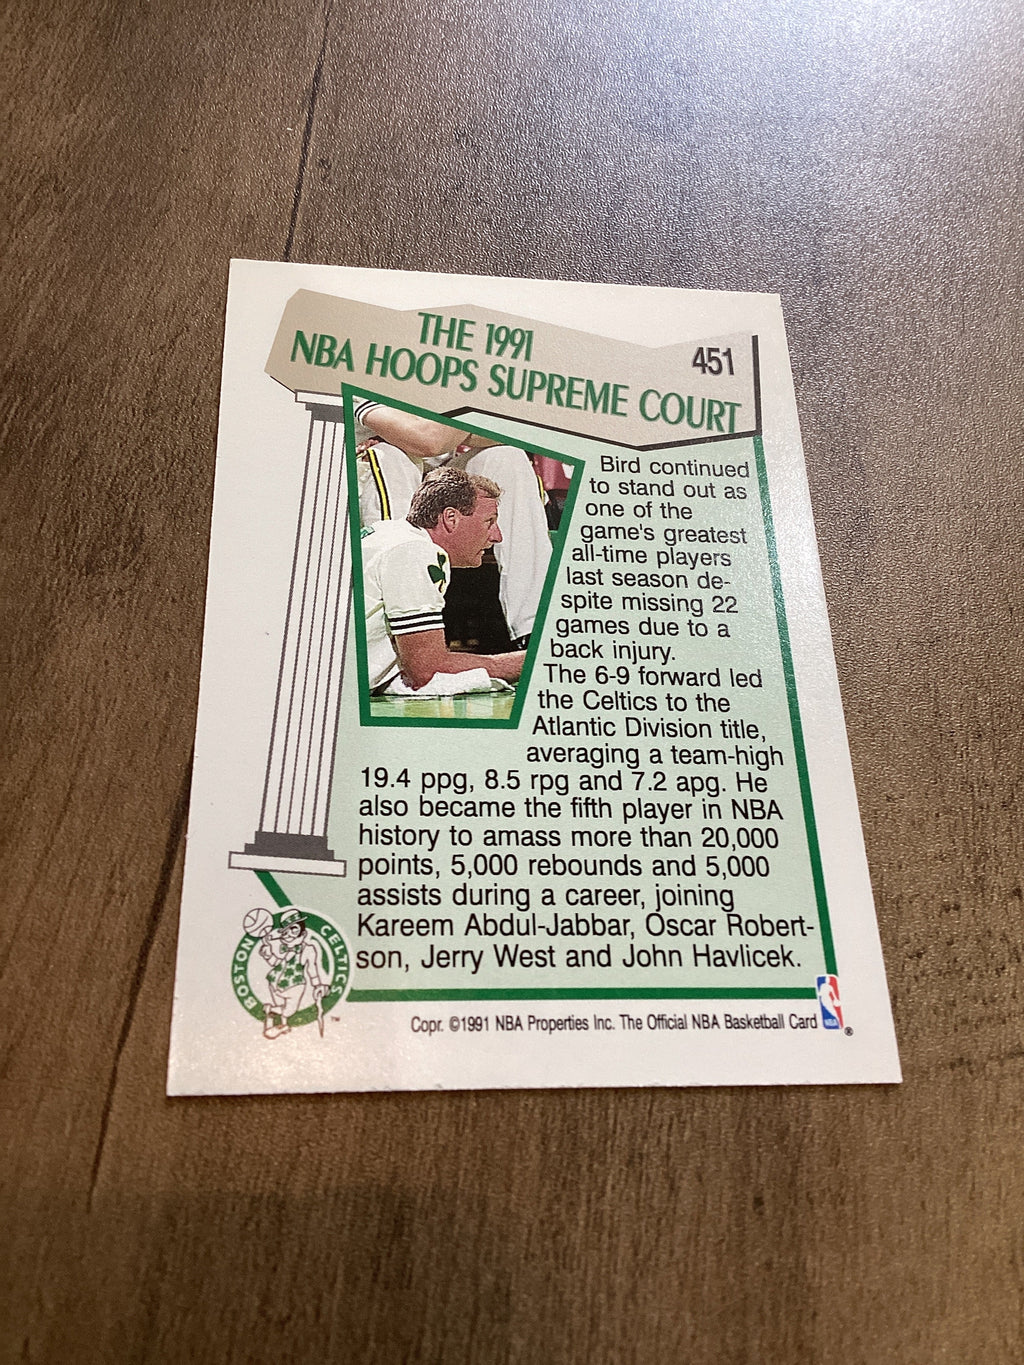 THE 1991
NBA HOOPS SUPREME COURT
451
Bird continued
to stand out as
one of the
game's greatest
all-time players
last season de-
spite missing 22
games due to a
back injury.
The 6-9 forward led
the Celtics to the
Atlantic Division title,
averaging a team-high
19.4 ppg, 8.5 rpg and 7.2 apg. He
also became the fifth player in NBA
history to amass more than 20,000
points, 5,000 rebounds and 5,000
assists during a career, joining
Kareem Abdul-Jabbar, Oscar Robert-
son, Jerry West and John Havlicek.
BOSTON CELTICS
™
Copr. ©1991 NBA Properties Inc. The Official NBA Basketball Card
NBA
®